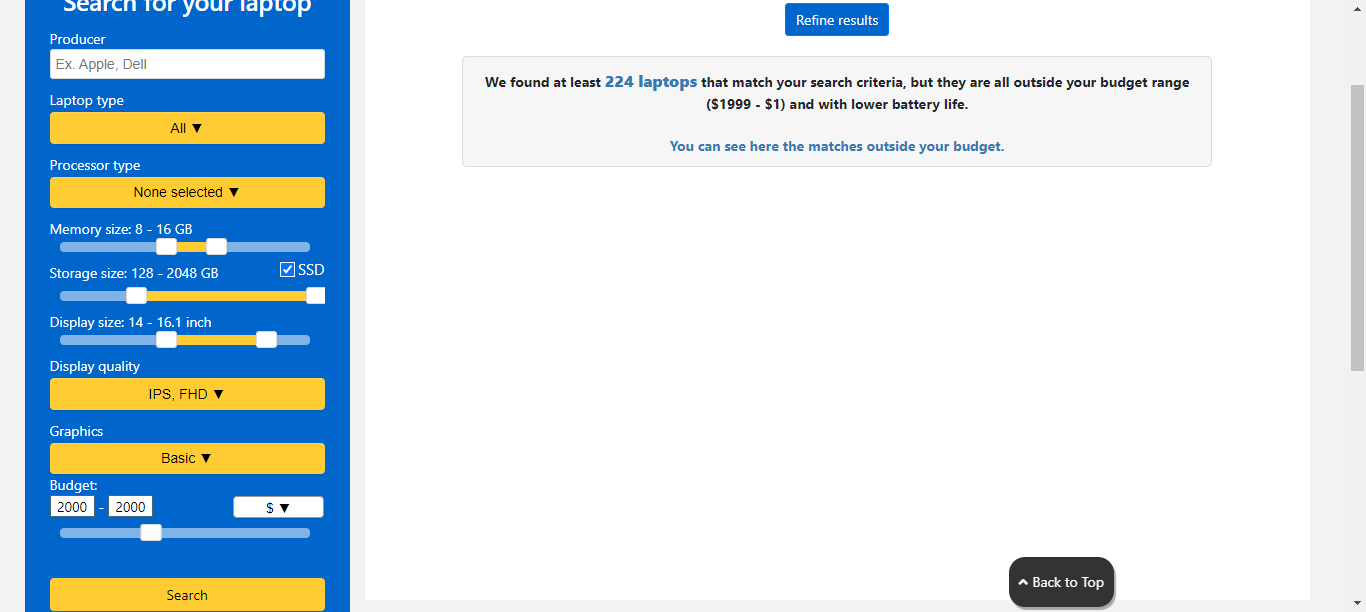 Search for your laptop
Producer
Ex. Apple, Dell
Laptop type
All ▼
Processor type
None selected ▼
Memory size: 8 - 16 GB
Storage size: 128 - 2048 GB
SSD
Display size: 14 - 16.1 inch
Display quality
IPS, FHD ▼
Graphics
Basic ▼
Budget:
2000 - 2000 $ ▼
Search
Refine results
We found at least 224 laptops that match your search criteria, but they are all outside your budget range
($1999 - $1) and with lower battery life.
You can see here the matches outside your budget.
Back to Top